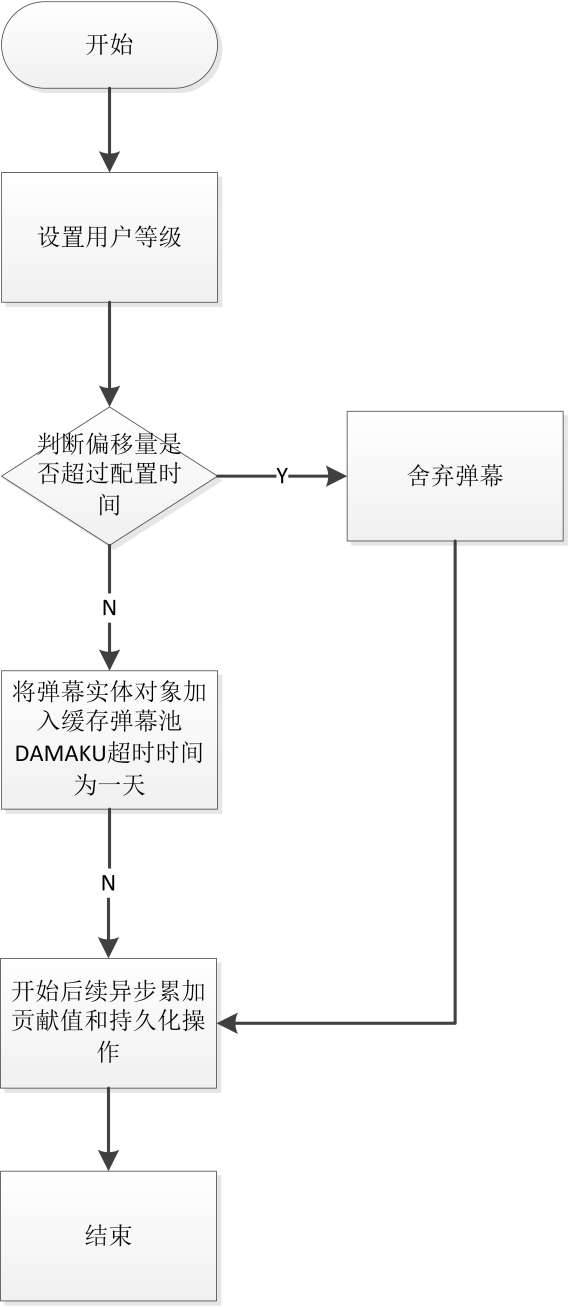 开始
设置用户等级
判断偏移量是
否超过配置时
间
Y
舍弃弹幕
N
将弹幕实体对象加
入缓存弹幕池
DAMAKU超时时间
为一天
N
开始后续异步累加
贡献值和持久化操
作
结束